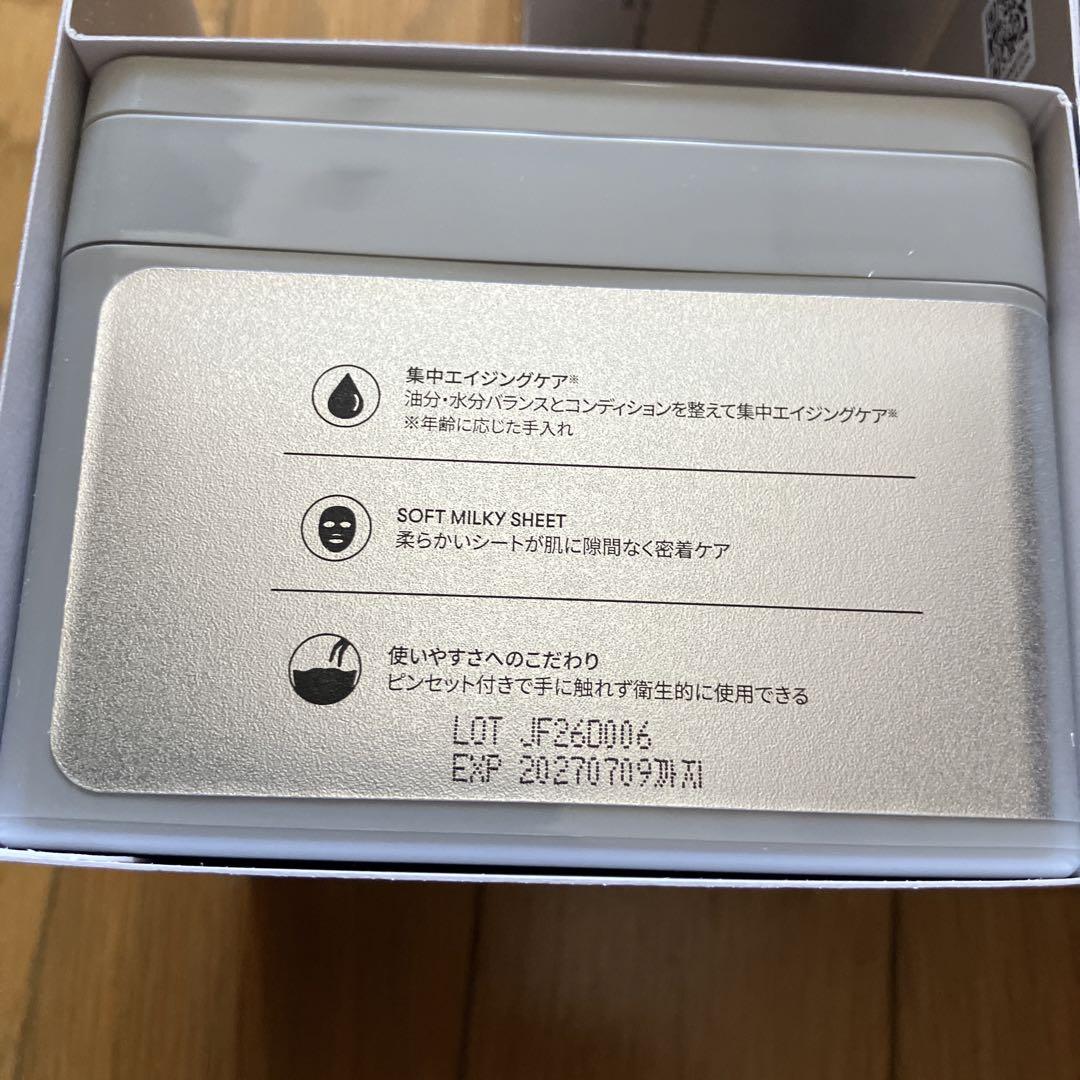 集中エイジングケア※
油分・水分バランスとコンディションを整えて集中エイジングケア※
※年齢に応じた手入れ
SOFT MILKY SHEET
柔らかいシートが肌に隙間なく密着ケア
使いやすさへのこだわり
ピンセット付きで手に触れず衛生的に使用できる
LOT JF26D006
EXP 20270709까지